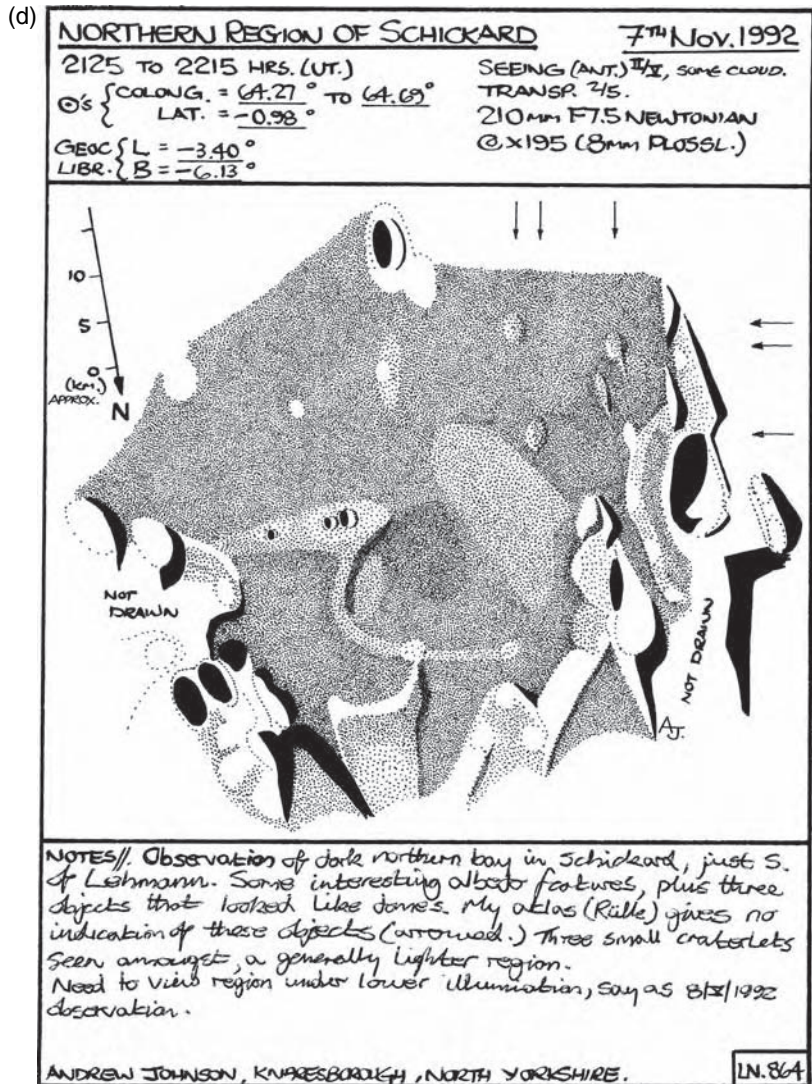 (d)
NORTHERN REGION OF SCHICKARD
7TH NOV. 1992
2125 TO 2215 HRS. (UT.)
⊙'s { COLONG. = 64.27° TO 64.69°
LAT. = -0.98°
GEOC LIBR. { L = -3.40°
B = -6.13°
SEEING (ANT.) II/V, SOME CLOUD.
TRANSP. 2/5.
210mm F7.5 NEWTONIAN
@ x195 (8mm PLOSSL.)
10
5
0
(KM.)
APPROX.
N
NOT
DRAWN
NOT DRAWN
AJ.
NOTES//. Observation of dark northern bay in Schickard, just S.
of Lehmann. Some interesting albedo features, plus three
objects that looked like domes. My atlas (Rükl) gives no
indication of these objects (arrowed.) Three small craterlets
seen amongst, a generally lighter region.
Need to view region under lower illumination, say as 8/X/1992
observation.
ANDREW JOHNSON, KNARESBOROUGH, NORTH YORKSHIRE.
LN. 864